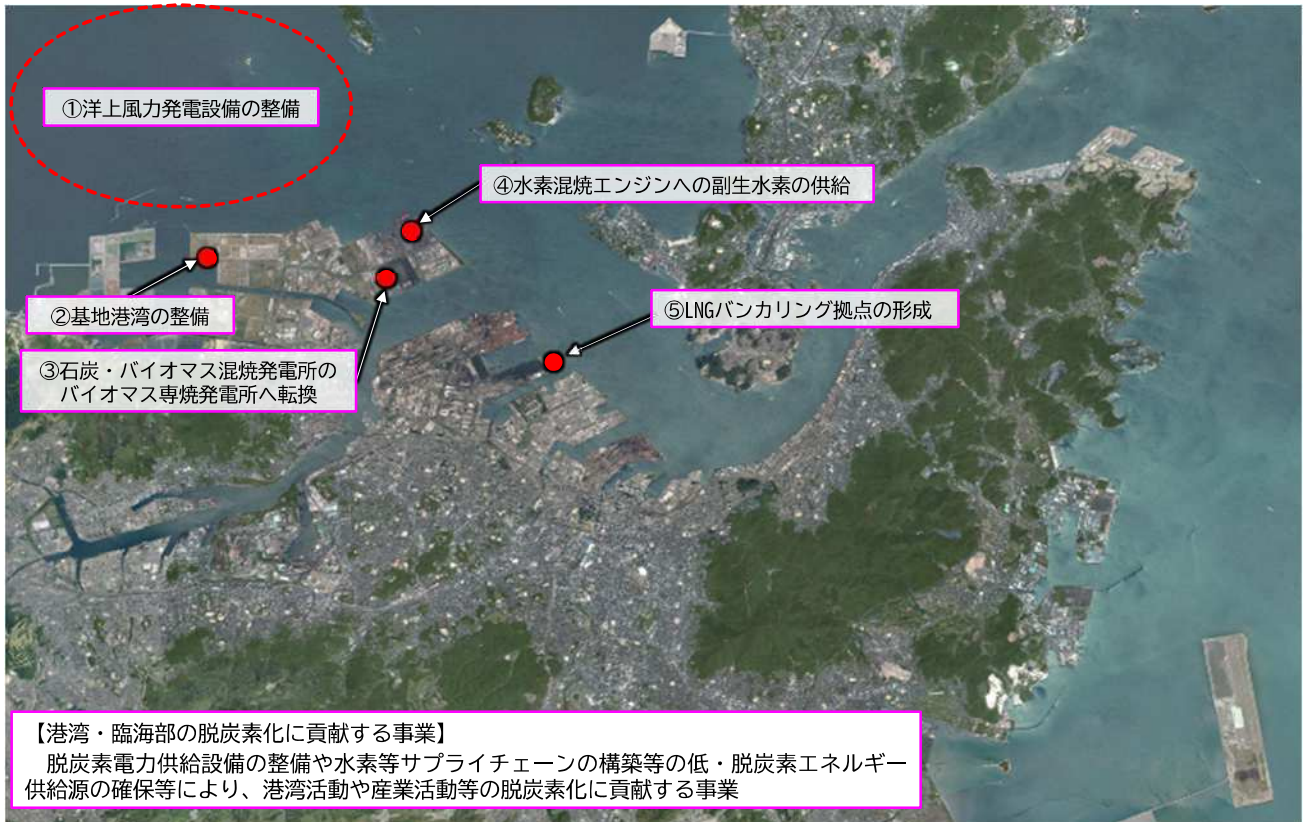 ①洋上風力発電設備の整備
④水素混焼エンジンへの副生水素の供給
②基地港湾の整備
⑤LNGバンカリング拠点の形成
③石炭・バイオマス混焼発電所の
バイオマス専焼発電所へ転換
【港湾・臨海部の脱炭素化に貢献する事業】
脱炭素電力供給設備の整備や水素等サプライチェーンの構築等の低・脱炭素エネルギー
供給源の確保等により、港湾活動や産業活動等の脱炭素化に貢献する事業